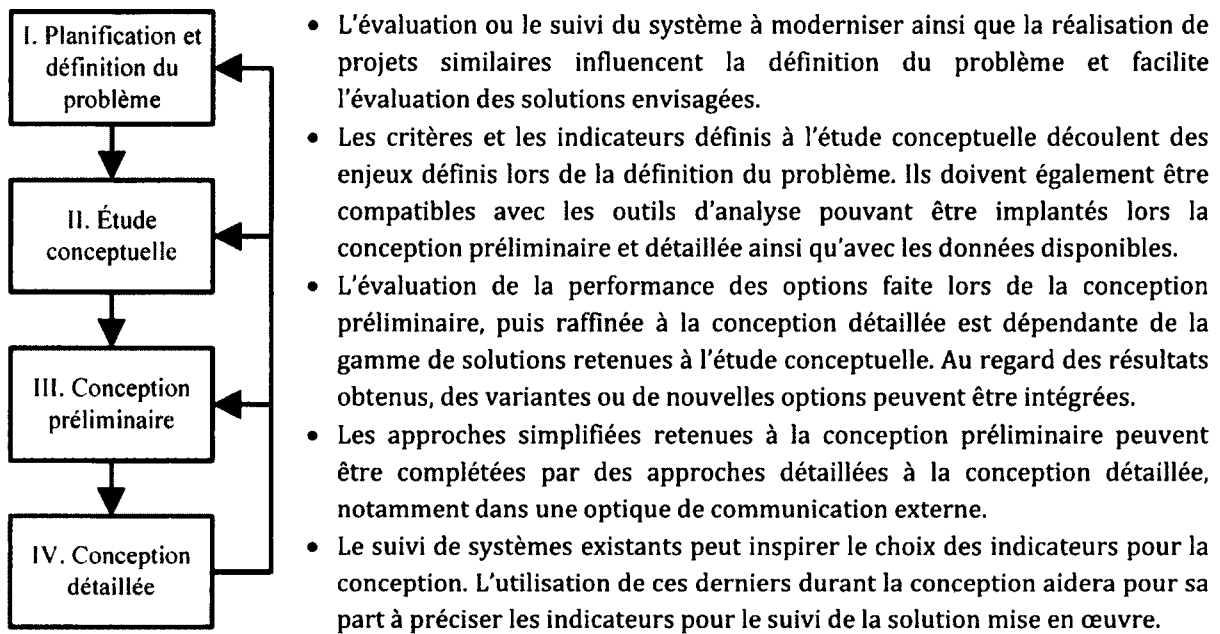 I. Planification et
définition du
problème
II. Étude
conceptuelle
III. Conception
préliminaire
IV. Conception
détaillée
• L'évaluation ou le suivi du système à moderniser ainsi que la réalisation de
projets similaires influencent la définition du problème et facilite
l'évaluation des solutions envisagées.
• Les critères et les indicateurs définis à l'étude conceptuelle découlent des
enjeux définis lors de la définition du problème. Ils doivent également être
compatibles avec les outils d'analyse pouvant être implantés lors la
conception préliminaire et détaillée ainsi qu'avec les données disponibles.
• L'évaluation de la performance des options faite lors de la conception
préliminaire, puis raffinée à la conception détaillée est dépendante de la
gamme de solutions retenues à l'étude conceptuelle. Au regard des résultats
obtenus, des variantes ou de nouvelles options peuvent être intégrées.
• Les approches simplifiées retenues à la conception préliminaire peuvent
être complétées par des approches détaillées à la conception détaillée,
notamment dans une optique de communication externe.
• Le suivi de systèmes existants peut inspirer le choix des indicateurs pour la
conception. L'utilisation de ces derniers durant la conception aidera pour sa
part à préciser les indicateurs pour le suivi de la solution mise en œuvre.